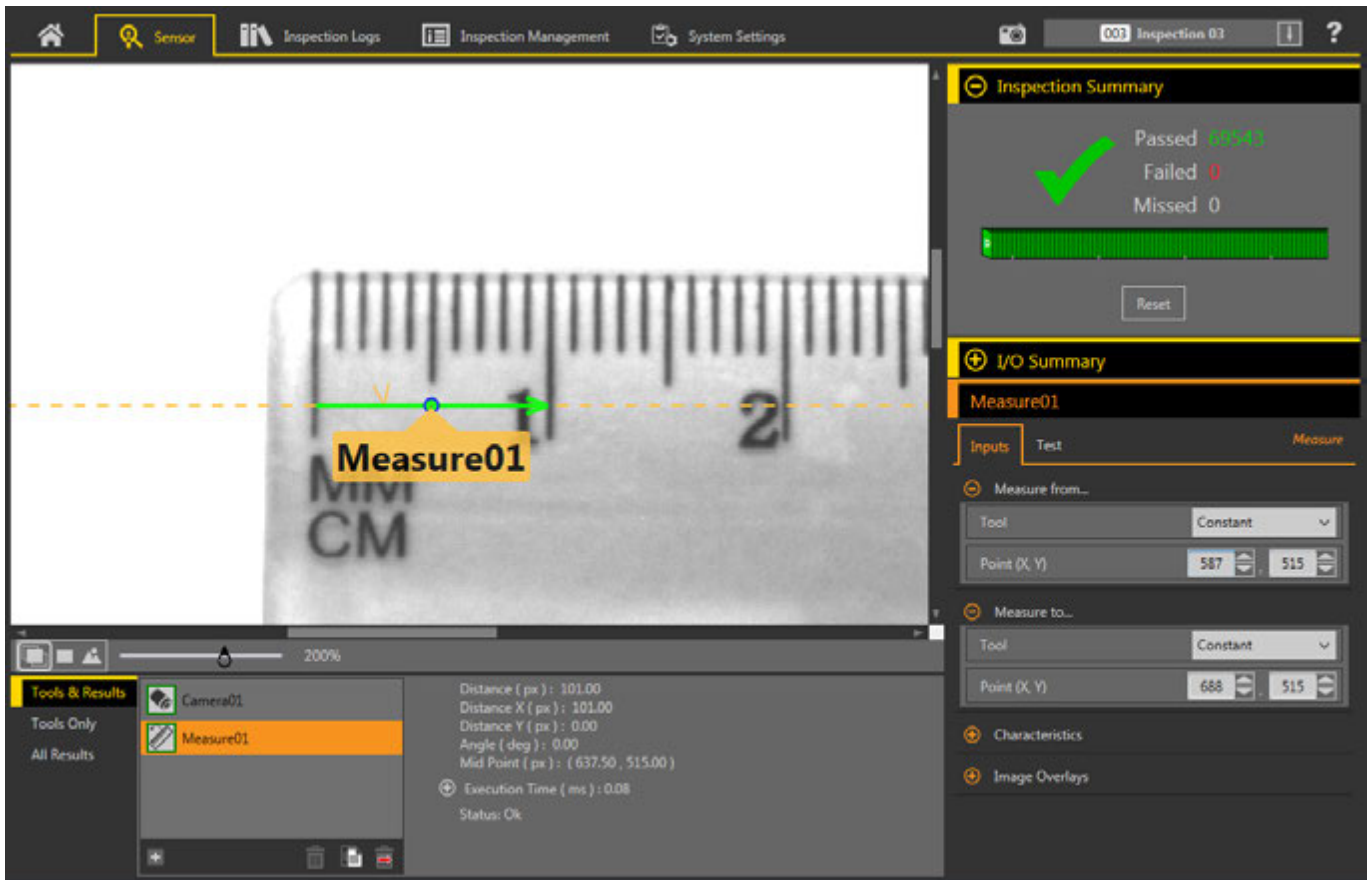 Sensor
Inspection Logs
Inspection Management
System Settings
003 Inspection 03
?
Inspection Summary
Passed 69543
Failed 0
Missed 0
Reset
I/O Summary
Measure01
Inputs
Test
Measure
Measure from...
Tool
Constant
Point (X, Y)
587 , 515
Measure to...
Tool
Constant
Point (X, Y)
688 , 515
Characteristics
Image Overlays
1
2
Measure01
MM
CM
200%
Tools & Results
Tools Only
All Results
Camera01
Measure01
Distance ( px ) : 101.00
Distance X ( px ) : 101.00
Distance Y ( px ) : 0.00
Angle ( deg ) : 0.00
Mid Point ( px ) : ( 637.50 , 515.00 )
Execution Time ( ms ) : 0.08
Status: Ok